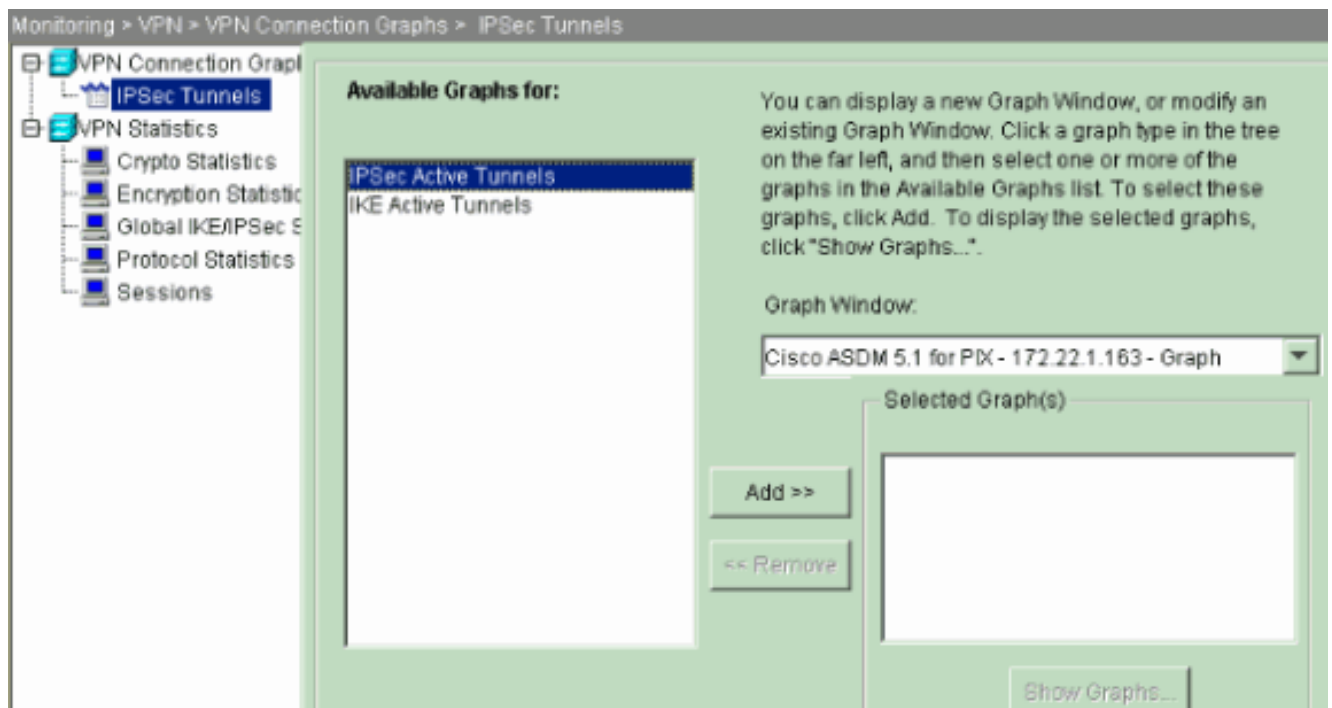 Monitoring > VPN > VPN Connection Graphs > IPSec Tunnels
VPN Connection Grapl
IPSec Tunnels
VPN Statistics
Crypto Statistics
Encryption Statistic
Global IKE/IPSec S
Protocol Statistics
Sessions
Available Graphs for:
IPSec Active Tunnels
IKE Active Tunnels
You can display a new Graph Window, or modify an
existing Graph Window. Click a graph type in the tree
on the far left, and then select one or more of the
graphs in the Available Graphs list. To select these
graphs, click Add. To display the selected graphs,
click "Show Graphs...".
Graph Window:
Cisco ASDM 5.1 for PIX - 172.22.1.163 - Graph
Selected Graph(s)
Add >>
<< Remove
Show Graphs...